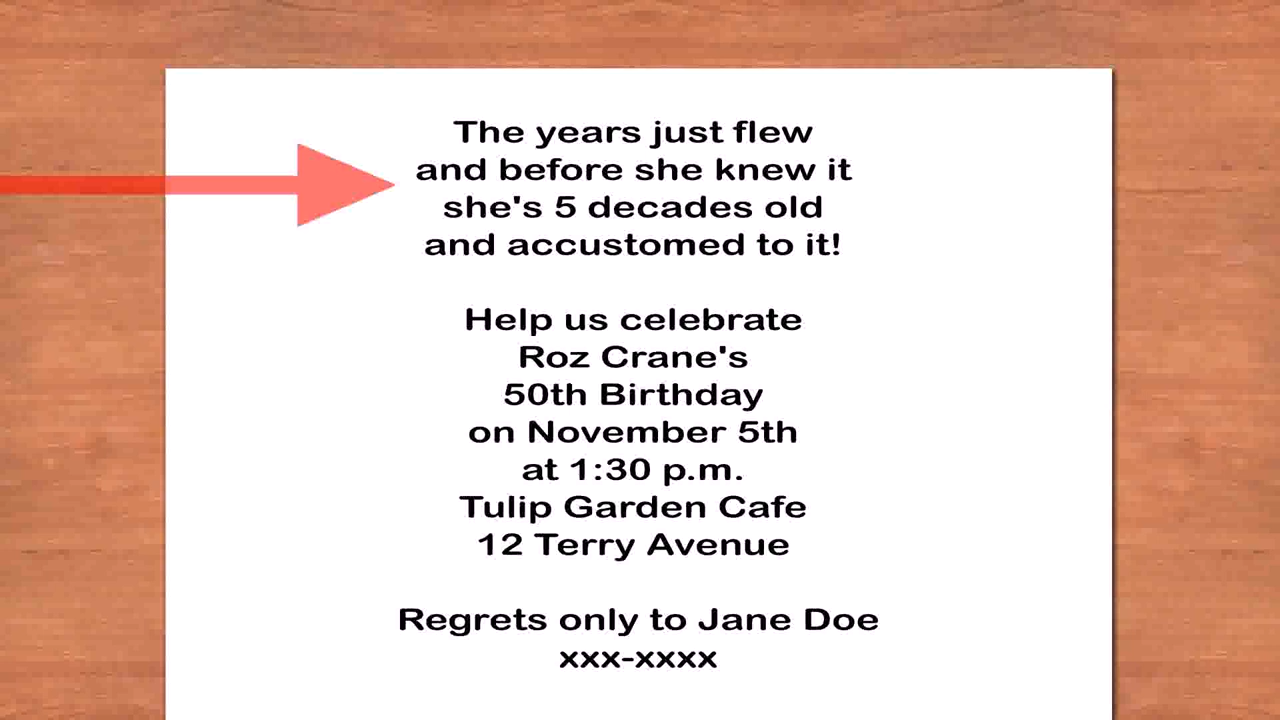 The years just flew
and before she knew it
she's 5 decades old
and accustomed to it!
Help us celebrate
Roz Crane's
50th Birthday
on November 5th
at 1:30 p.m.
Tulip Garden Cafe
12 Terry Avenue
Regrets only to Jane Doe
xxx-xxxx